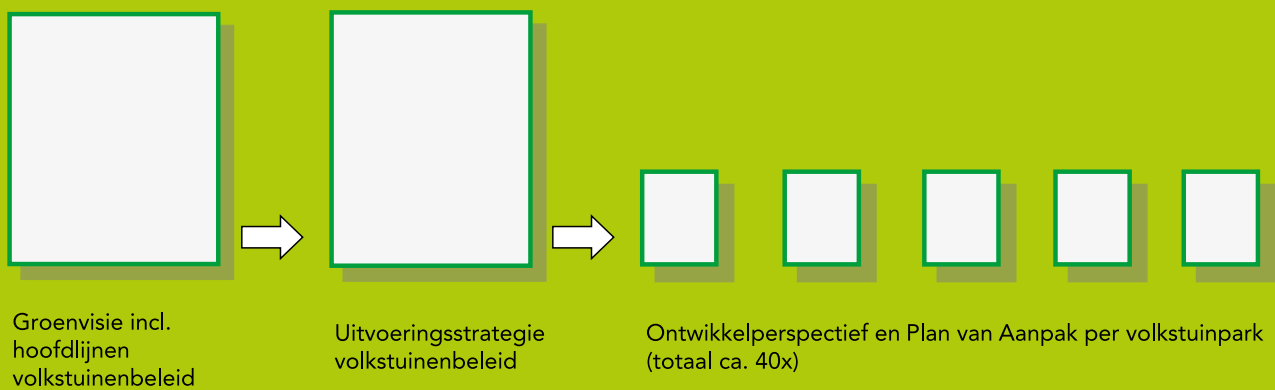 Groenvisie incl.
hoofdlijnen
volkstuinenbeleid
Uitvoeringsstrategie
volkstuinenbeleid
Ontwikkelperspectief en Plan van Aanpak per volkstuinpark
(totaal ca. 40x)